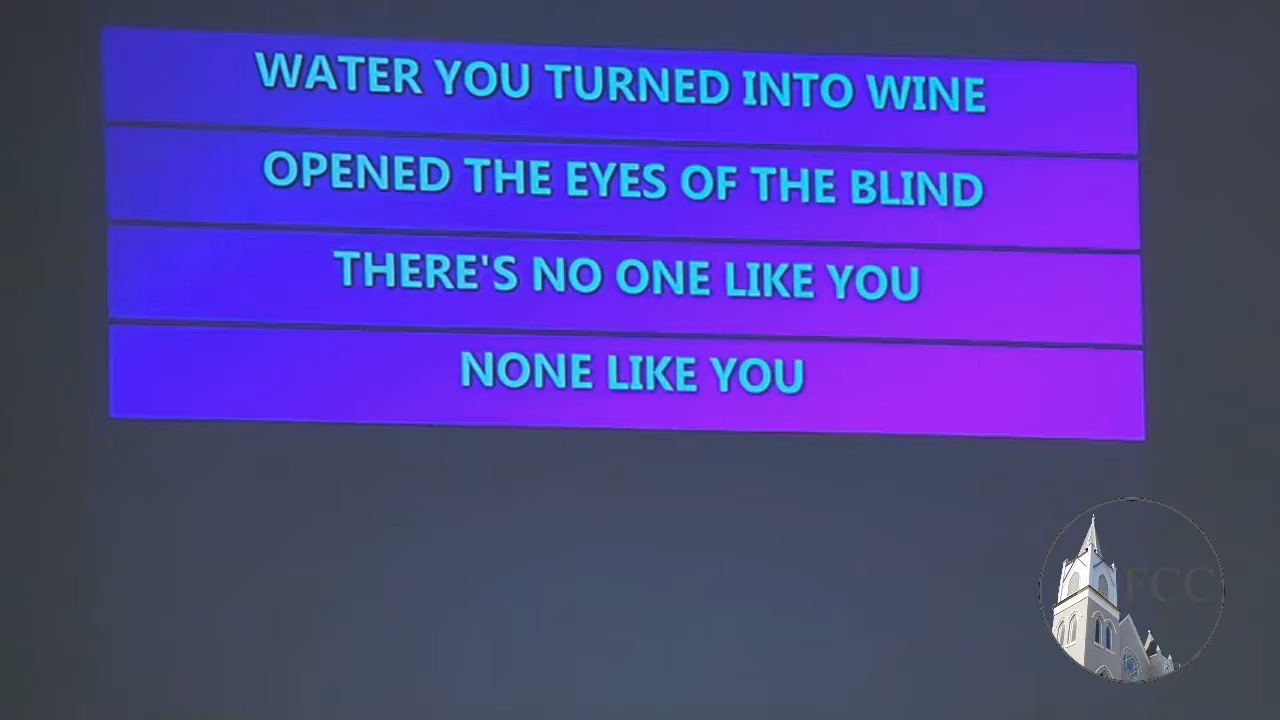 WATER YOU TURNED INTO WINE
OPENED THE EYES OF THE BLIND
THERE'S NO ONE LIKE YOU
NONE LIKE YOU
FCC